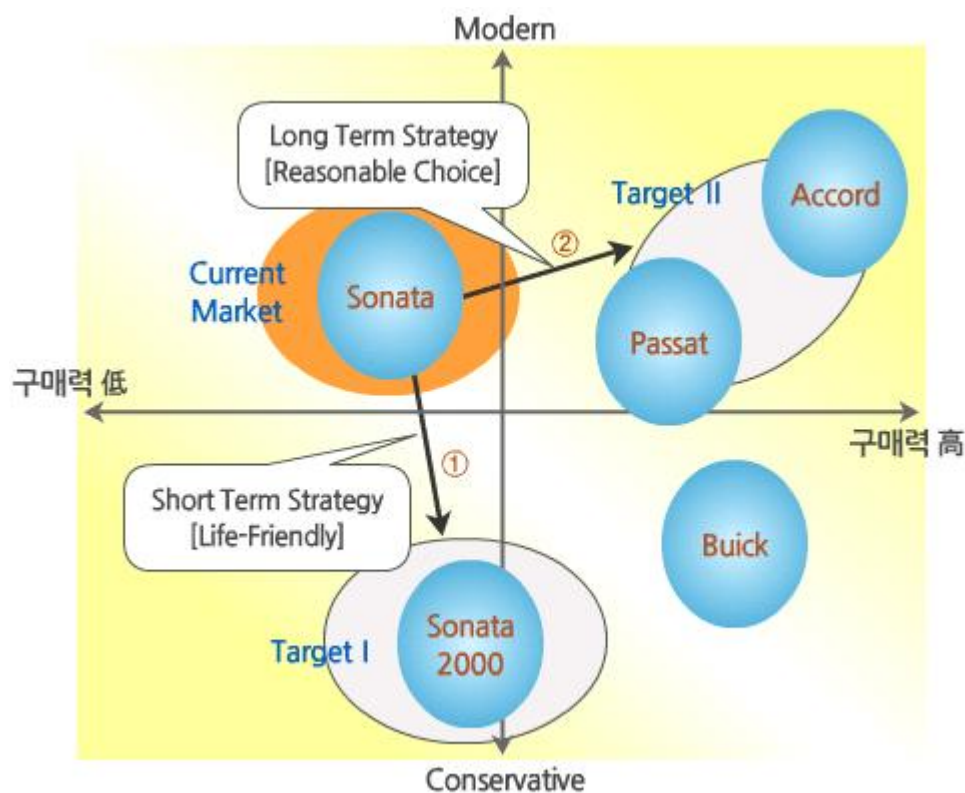 Modern
Long Term Strategy
[Reasonable Choice]
Target II
Accord
②
Current
Market
Sonata
Passat
구매력 低
구매력 高
①
Short Term Strategy
[Life-Friendly]
Buick
Target I
Sonata
2000
Conservative